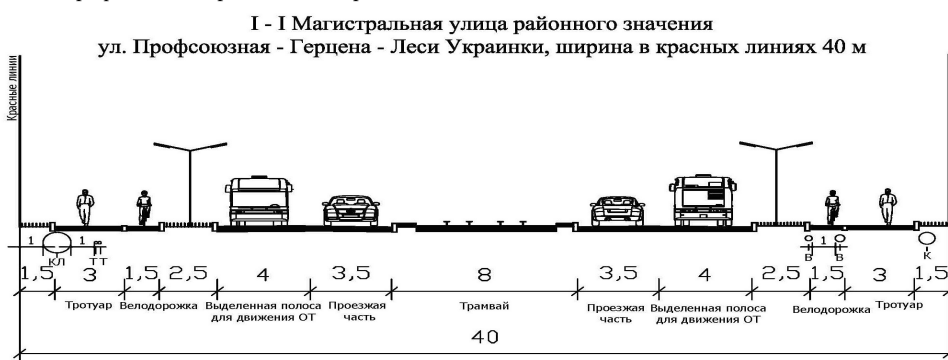 I - I Магистральная улица районного значения
ул. Профсоюзная - Герцена - Леси Украинки, ширина в красных линиях 40 м
Красные линии
1 1 1
КЛ ТТ В В К
1,5 3 1,5 2,5 4 3,5 8 3,5 4 2,5 1,5 3 1,5
Тротуар Велодорожка Выделенная полоса для движения ОТ Проезжая часть Трамвай Проезжая часть Выделенная полоса для движения ОТ Велодорожка Тротуар
40